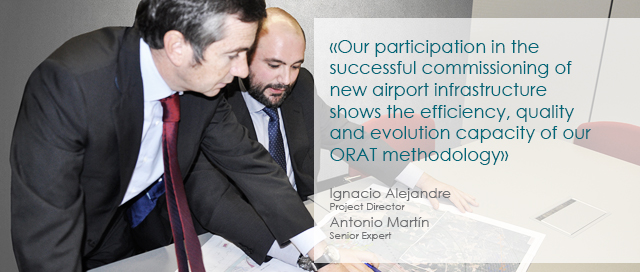 «Our participation in the
successful commissioning of
new airport infrastructure
shows the efficiency, quality
and evolution capacity of our
ORAT methodology»
Ignacio Alejandre
Project Director
Antonio Martín
Senior Expert